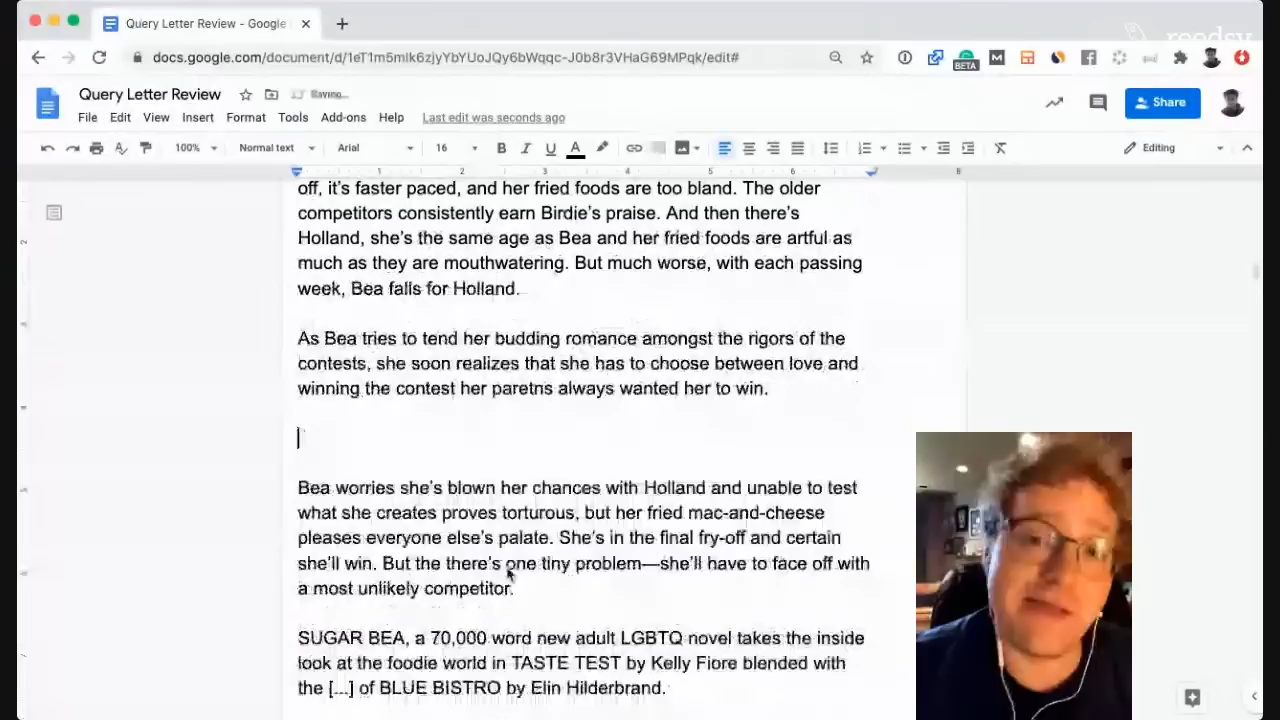 Query Letter Review - Google
reedsy
docs.google.com/document/d/1eT1m5mlk6zjyYbYUoJQy6bWqqc-J0b8r3VHaG69MPqk/edit#
BETA
Query Letter Review
Saving...
File Edit View Insert Format Tools Add-ons Help Last edit was seconds ago
Share
100% Normal text Arial 16 B I U A Editing
1 2 3 4 5 6 8
off, it's faster paced, and her fried foods are too bland. The older
competitors consistently earn Birdie's praise. And then there's
Holland, she's the same age as Bea and her fried foods are artful as
much as they are mouthwatering. But much worse, with each passing
week, Bea falls for Holland.
As Bea tries to tend her budding romance amongst the rigors of the
contests, she soon realizes that she has to choose between love and
winning the contest her paretns always wanted her to win.
Bea worries she's blown her chances with Holland and unable to test
what she creates proves torturous, but her fried mac-and-cheese
pleases everyone else's palate. She's in the final fry-off and certain
she'll win. But the there's one tiny problem—she'll have to face off with
a most unlikely competitor.
SUGAR BEA, a 70,000 word new adult LGBTQ novel takes the inside
look at the foodie world in TASTE TEST by Kelly Fiore blended with
the [...] of BLUE BISTRO by Elin Hilderbrand.